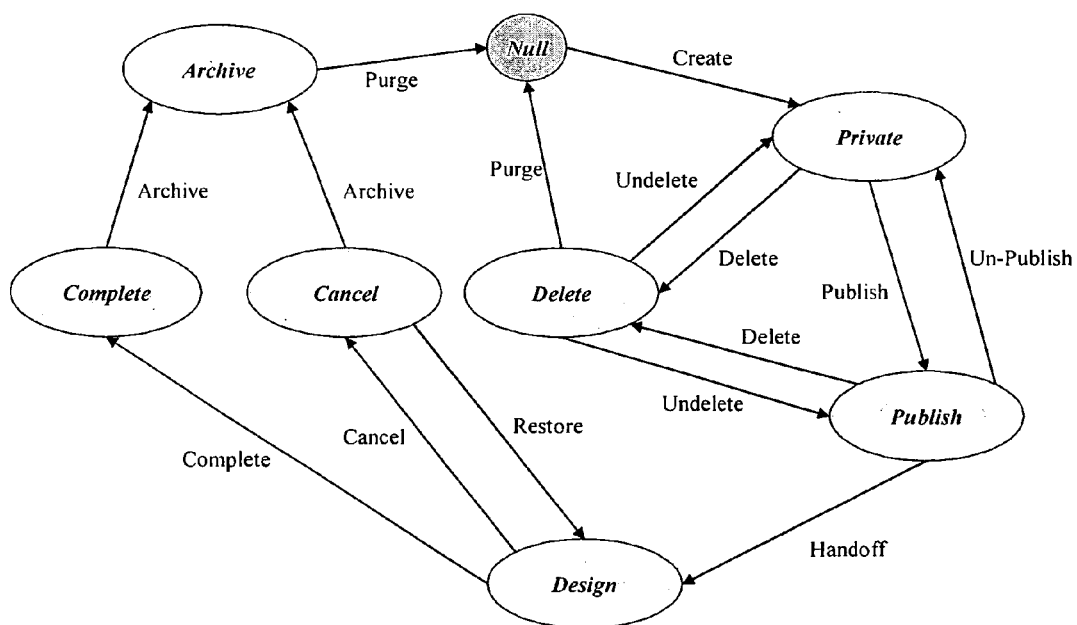 Null
Archive
Purge
Create
Private
Purge
Undelete
Archive
Archive
Delete
Un-Publish
Complete
Cancel
Delete
Publish
Delete
Undelete
Publish
Restore
Cancel
Complete
Handoff
Design